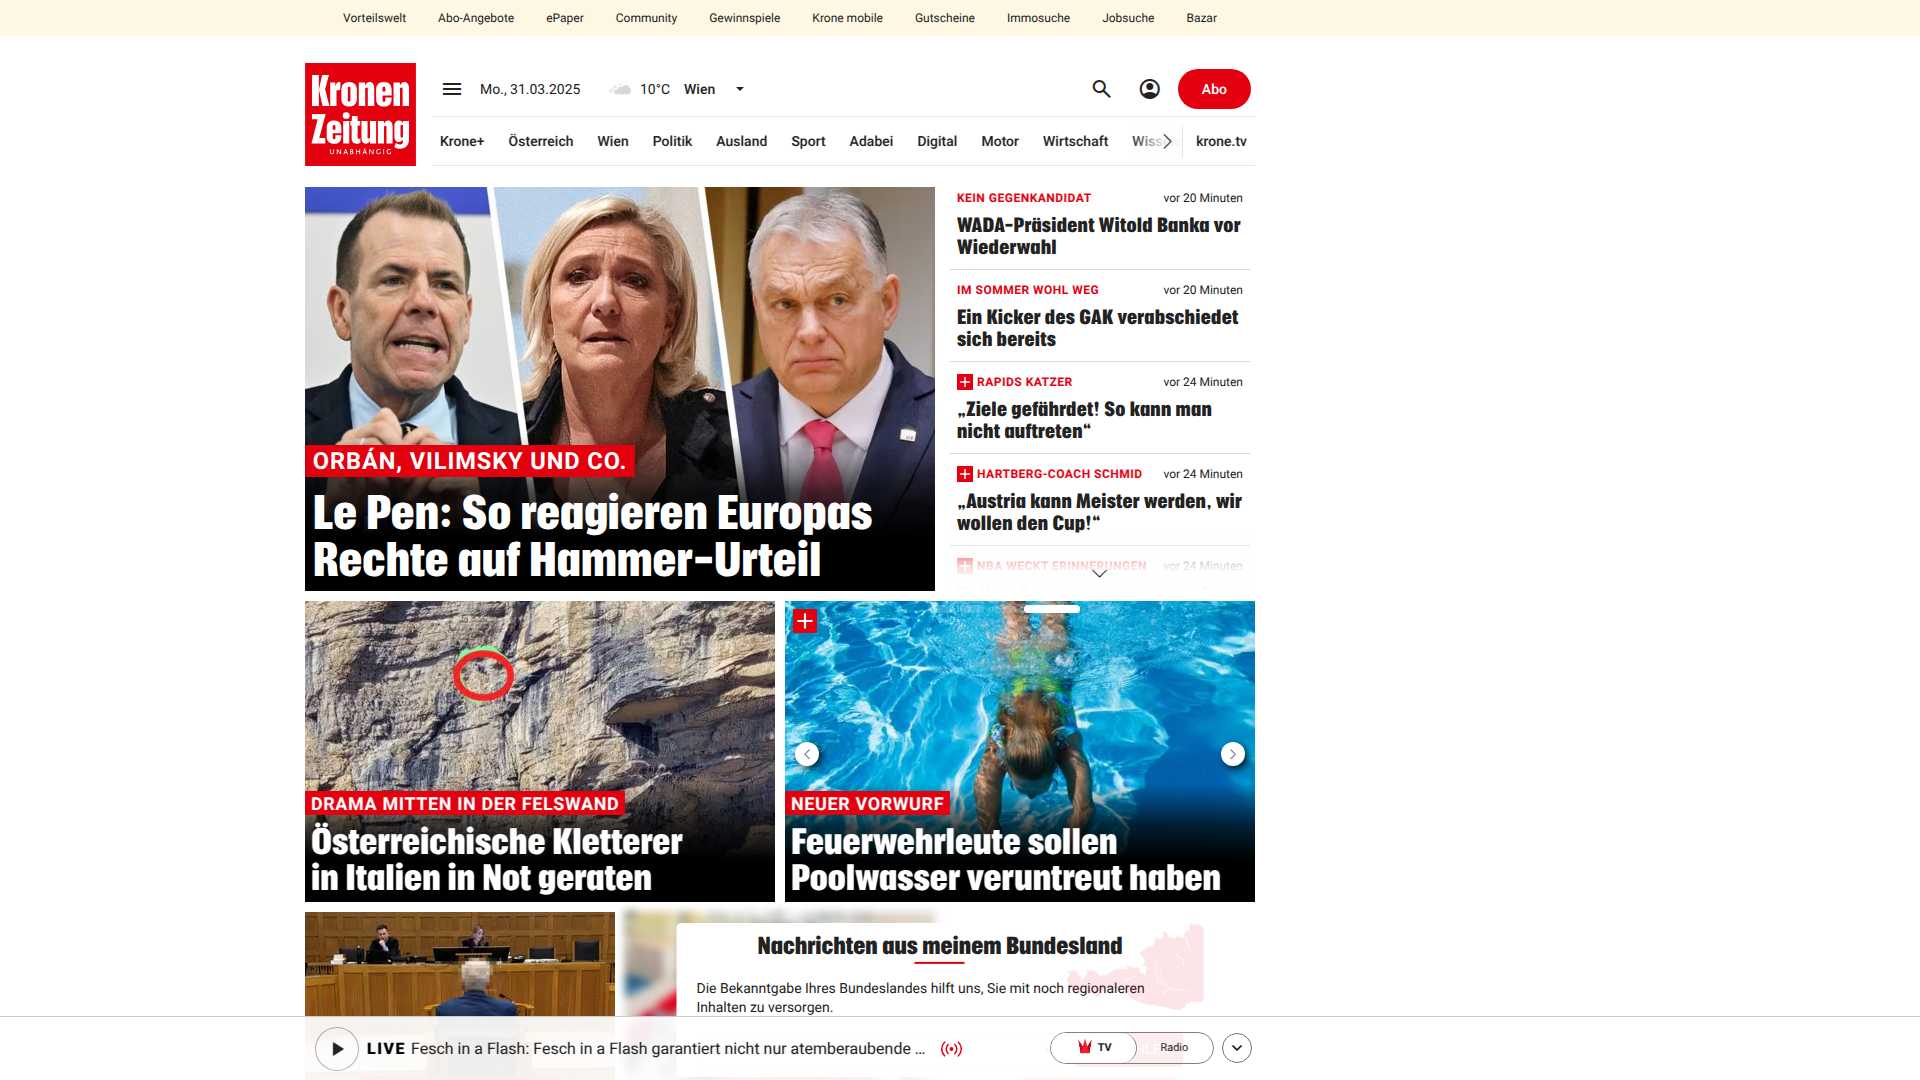 Vorteilswelt Abo-Angebote ePaper Community Gewinnspiele Krone mobile Gutscheine Immosuche Jobsuche Bazar
Kronen
Zeitung
UNABHÄNGIG
Mo., 31.03.2025 10°C Wien
Abo
Krone+ Österreich Wien Politik Ausland Sport Adabei Digital Motor Wirtschaft Wiss krone.tv
ORBÁN, VILIMSKY UND CO.
Le Pen: So reagieren Europas
Rechte auf Hammer-Urteil
KEIN GEGENKANDIDAT vor 20 Minuten
WADA-Präsident Witold Banka vor
Wiederwahl
IM SOMMER WOHL WEG vor 20 Minuten
Ein Kicker des GAK verabschiedet
sich bereits
RAPIDS KATZER vor 24 Minuten
„Ziele gefährdet! So kann man
nicht auftreten“
HARTBERG-COACH SCHMID vor 24 Minuten
„Austria kann Meister werden, wir
wollen den Cup!“
NBA WECKT ERINNERUNGEN vor 24 Minuten
DRAMA MITTEN IN DER FELSWAND
Österreichische Kletterer
in Italien in Not geraten
NEUER VORWURF
Feuerwehrleute sollen
Poolwasser veruntreut haben
Nachrichten aus meinem Bundesland
Die Bekanntgabe Ihres Bundeslandes hilft uns, Sie mit noch regionaleren
Inhalten zu versorgen.
LIVE Fesch in a Flash: Fesch in a Flash garantiert nicht nur atemberaubende ...
TV Radio